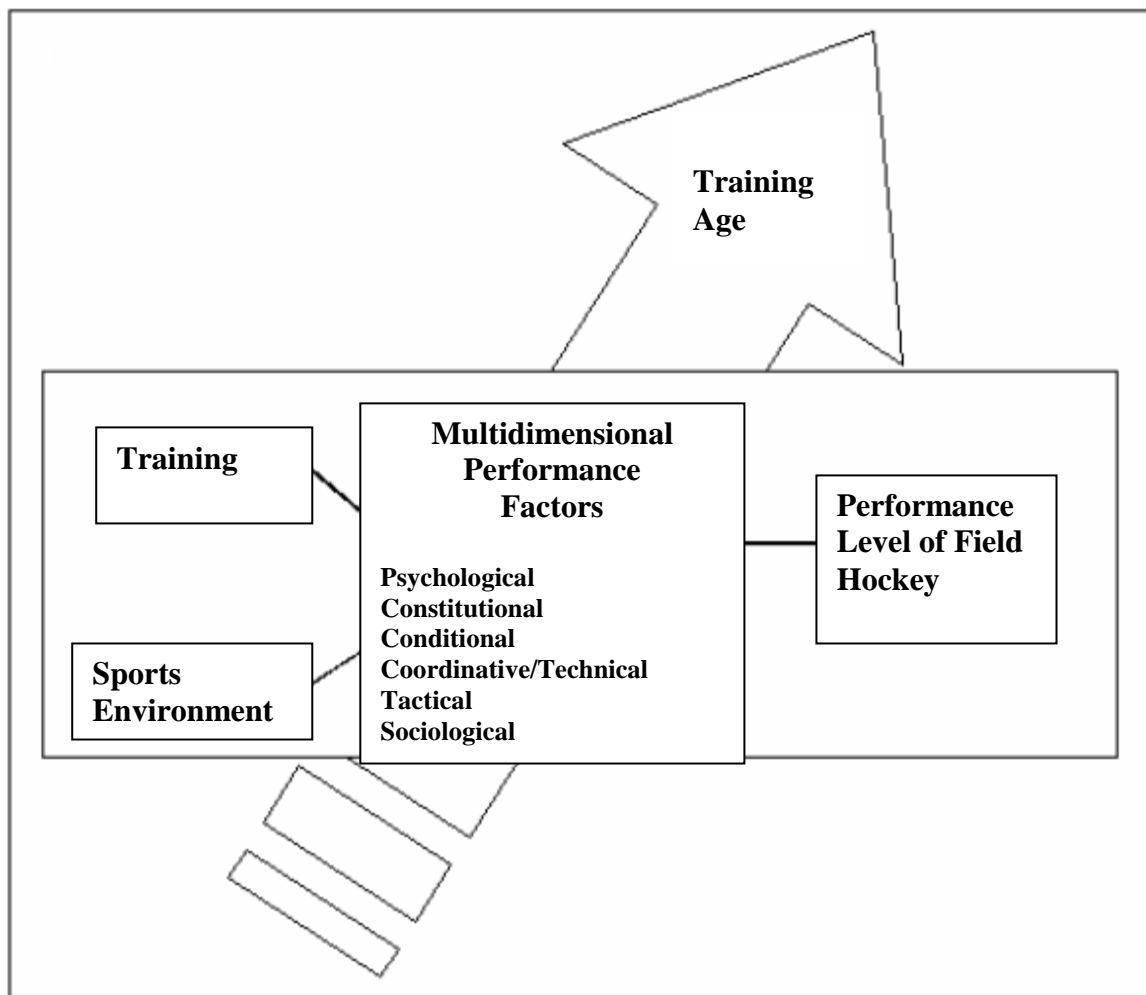 Training
Age
Training
Sports
Environment
Multidimensional
Performance
Factors
Psychological
Constitutional
Conditional
Coordinative/Technical
Tactical
Sociological
Performance
Level of Field
Hockey